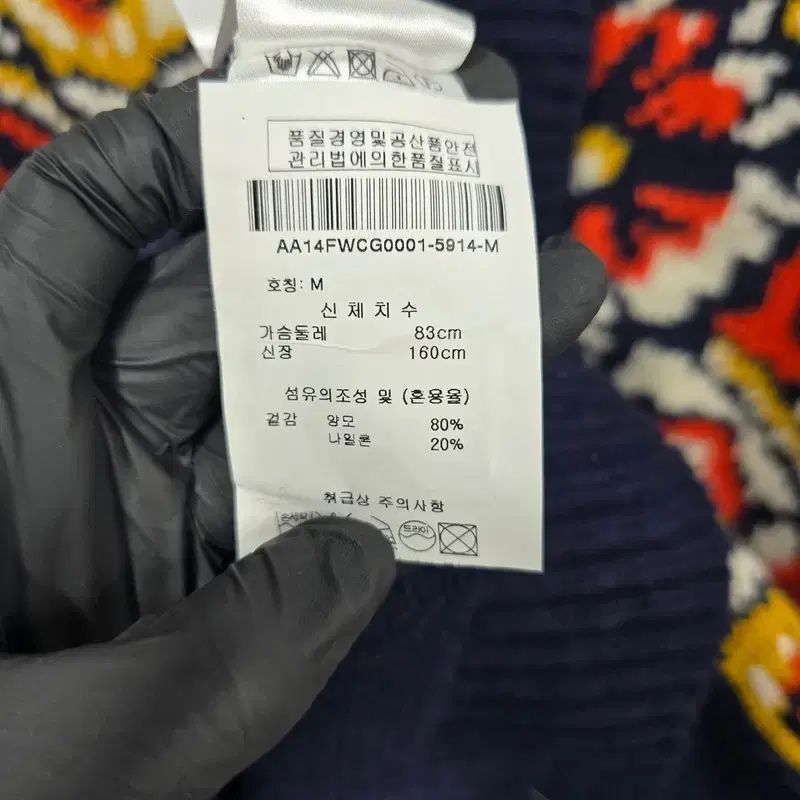 품질경영및공산품안전
관리법에의한품질표시
AA14FWCG0001-5914-M
호칭: M
신체치수
가슴둘레 83cm
신장 160cm
섬유의조성 및 (혼용율)
겉감 양모 80%
나일론 20%
취급상 주의사항
손세탁 드라이